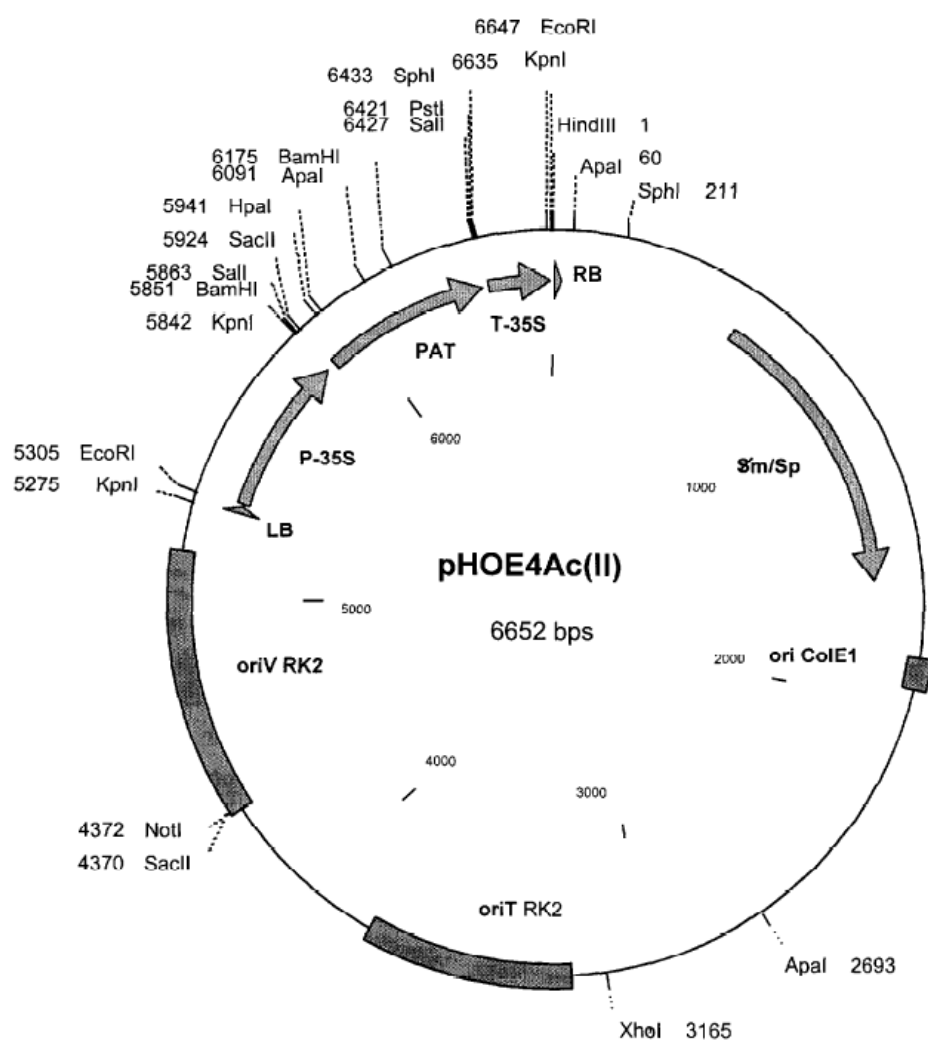 6647 EcoRI
6635 KpnI
6433 SphI
6421 PstI
6427 SalI
HindIII 1
ApaI 60
SphI 211
6175 BamHI
6091 ApaI
5941 HpaI
5924 SacII
5863 SalI
5851 BamHI
5842 KpnI
RB
T-35S
PAT
P-35S
6000
Sm/Sp
1000
5305 EcoRI
5275 KpnI
LB
pHOE4Ac(II)
6652 bps
5000
oriV RK2
2000
ori ColE1
4000
3000
4372 NotI
4370 SacII
oriT RK2
ApaI 2693
XhoI 3165